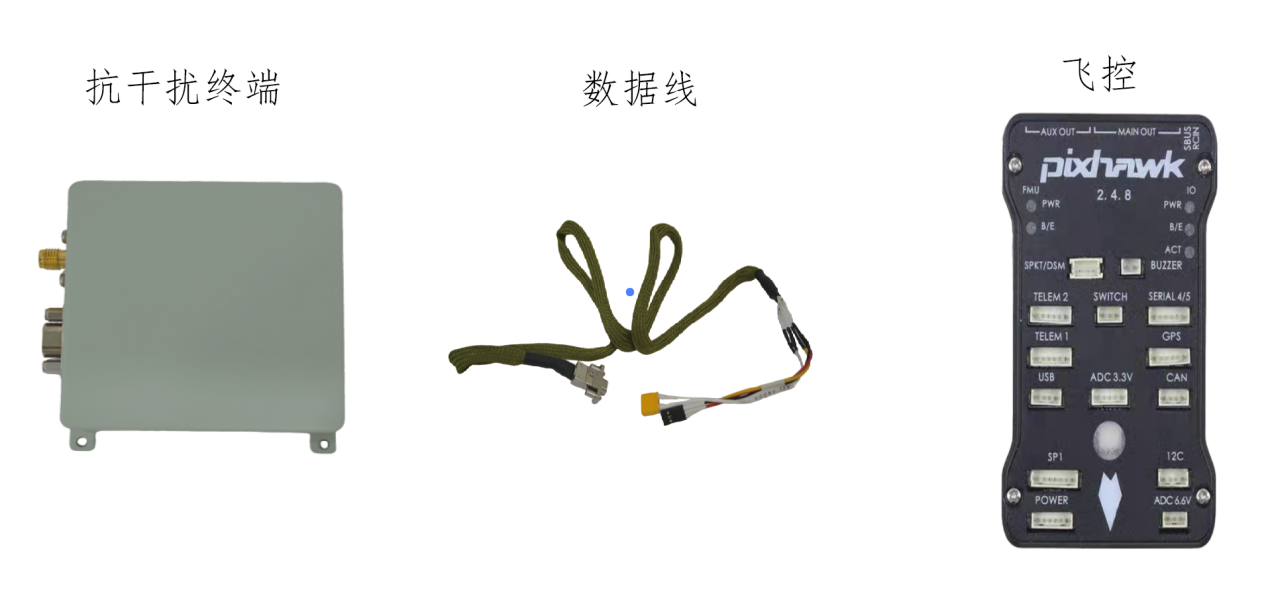 抗干扰终端
数据线
飞控
AUX OUT
MAIN OUT
SBUS
RCIN
pixhawk
2.4.8
FMU
IO
PWR
PWR
B/E
B/E
ACT
SPKT/DSM
BUZZER
TELEM 2
SWITCH
SERIAL 4/5
TELEM 1
GPS
USB
ADC 3.3V
CAN
SP1
12C
POWER
ADC 6.6V